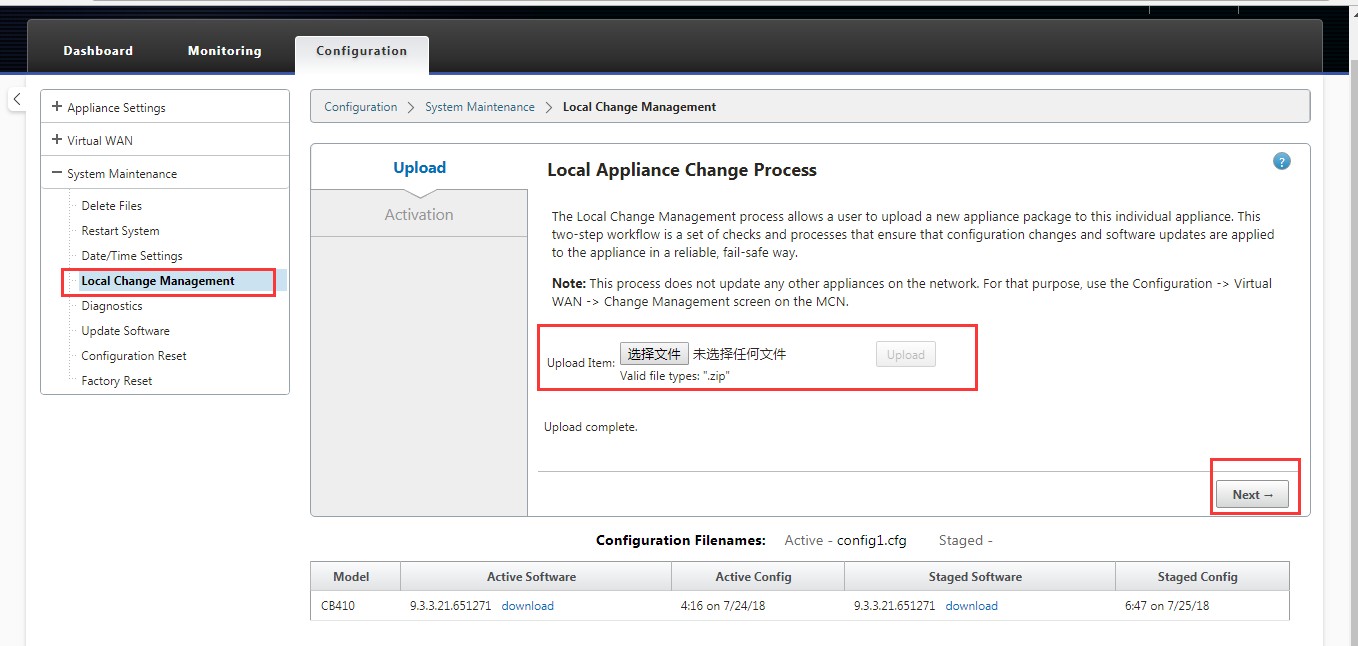 Dashboard Monitoring Configuration
Appliance Settings
Virtual WAN
System Maintenance
Delete Files
Restart System
Date/Time Settings
Local Change Management
Diagnostics
Update Software
Configuration Reset
Factory Reset
Configuration > System Maintenance > Local Change Management
Upload
Activation
Local Appliance Change Process
?
The Local Change Management process allows a user to upload a new appliance package to this individual appliance. This
two-step workflow is a set of checks and processes that ensure that configuration changes and software updates are applied
to the appliance in a reliable, fail-safe way.
Note: This process does not update any other appliances on the network. For that purpose, use the Configuration -> Virtual
WAN -> Change Management screen on the MCN.
Upload Item: 选择文件 未选择任何文件 Upload
Valid file types: ".zip"
Upload complete.
Next →
Configuration Filenames: Active - config1.cfg Staged -
Model Active Software Active Config Staged Software Staged Config
CB410 9.3.3.21.651271 download 4:16 on 7/24/18 9.3.3.21.651271 download 6:47 on 7/25/18